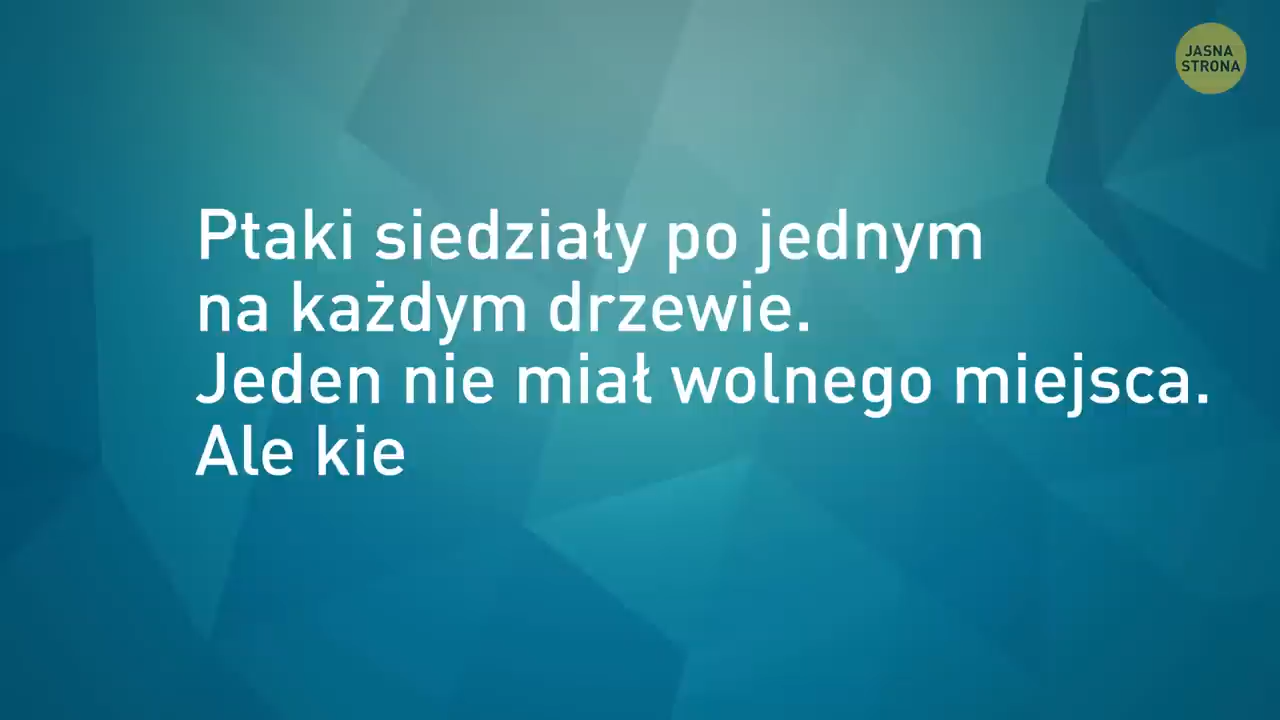 JASNA
STRONA
Ptaki siedziały po jednym
na każdym drzewie.
Jeden nie miał wolnego miejsca.
Ale kie